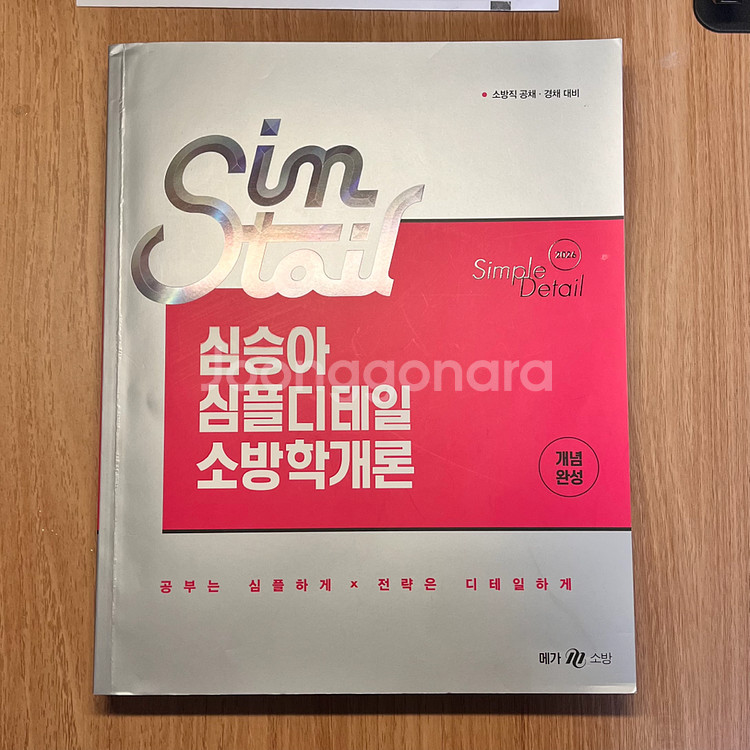 • 소방직 공채 · 경채 대비
Sim
Stail
2026
Simple
Detail
심승아
Joonggonara
심플디테일
소방학개론
개념
완성
공부는 심플하게 x 전략은 디테일하게
메가 소방